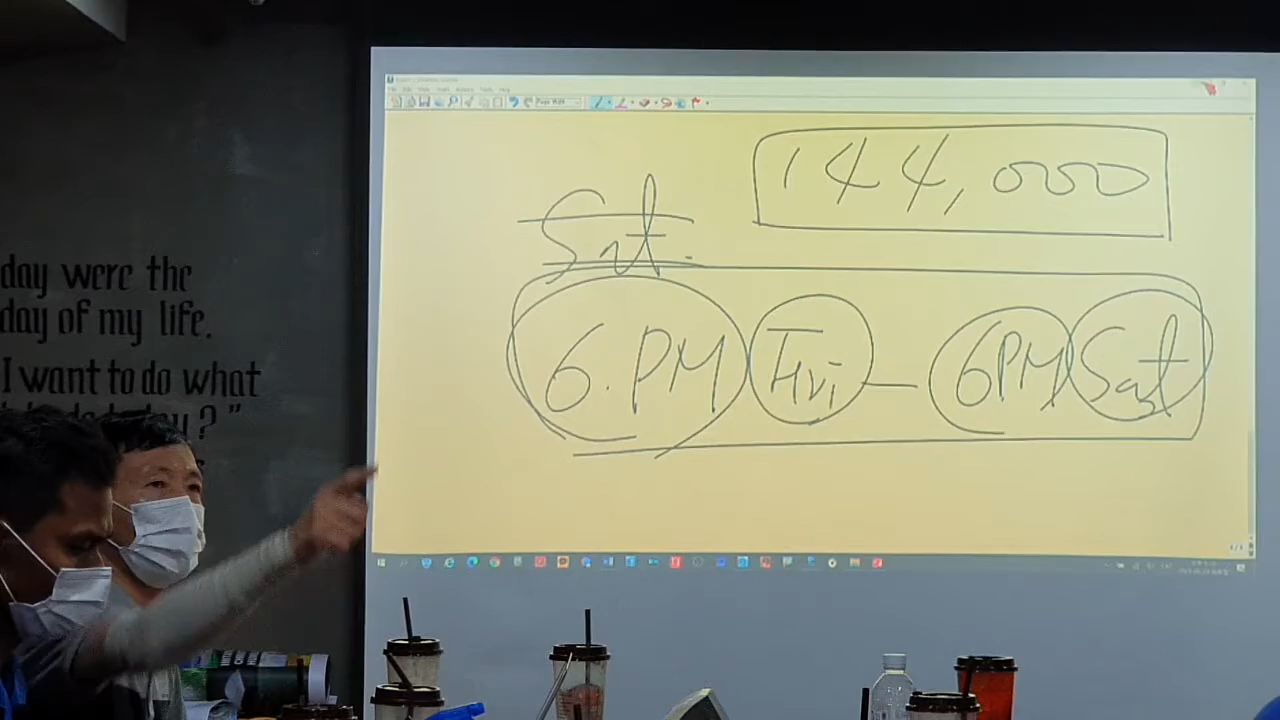 144,000
Sat.
6.PM Fri — 6PM Sat
day were the
day of my life.
I want to do what
today?"